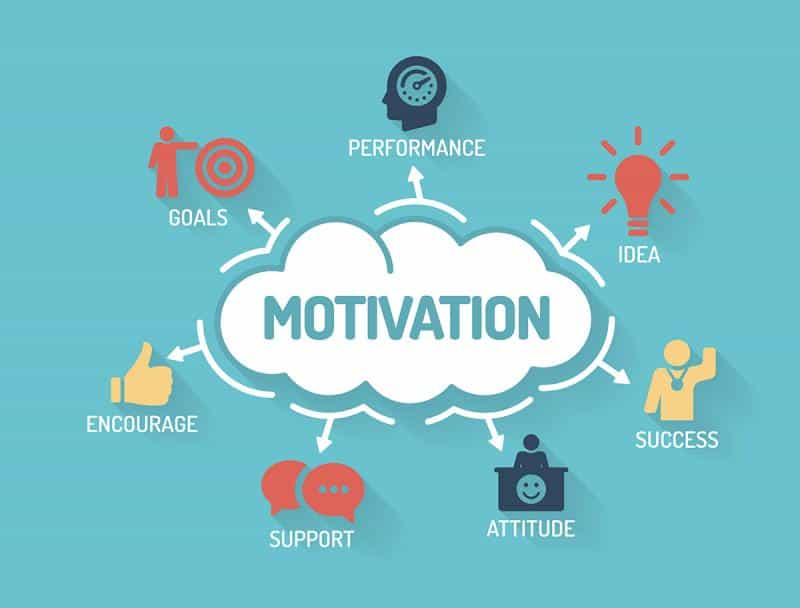 PERFORMANCE
GOALS
IDEA
MOTIVATION
ENCOURAGE
SUCCESS
SUPPORT
ATTITUDE